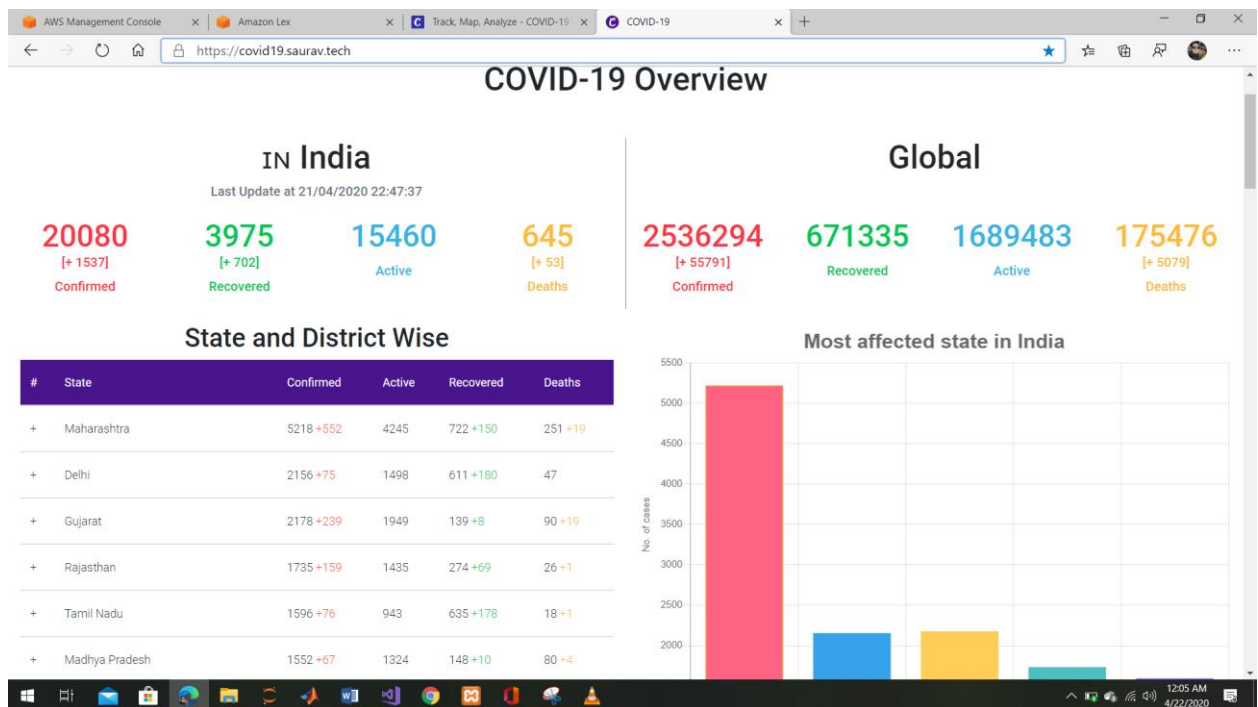 AWS Management Console
Amazon Lex
Track, Map, Analyze - COVID-19
COVID-19
https://covid19.saurav.tech
COVID-19 Overview
IN India
Last Update at 21/04/2020 22:47:37
20080 3975 15460 645
[+ 1537] [+ 702] Active [+ 53]
Confirmed Recovered Deaths
Global
2536294 671335 1689483 175476
[+ 55791] Recovered Active [+ 5079]
Confirmed Deaths
State and District Wise
# State Confirmed Active Recovered Deaths
+ Maharashtra 5218 +552 4245 722 +150 251 +19
+ Delhi 2156 +75 1498 611 +180 47
+ Gujarat 2178 +239 1949 139 +8 90 +19
+ Rajasthan 1735 +159 1435 274 +69 26 +1
+ Tamil Nadu 1596 +76 943 635 +178 18 +1
+ Madhya Pradesh 1552 +67 1324 148 +10 80 +4
Most affected state in India
5500
5000
4500
4000
3500
3000
2500
2000
No. of cases
12:05 AM
4/22/2020